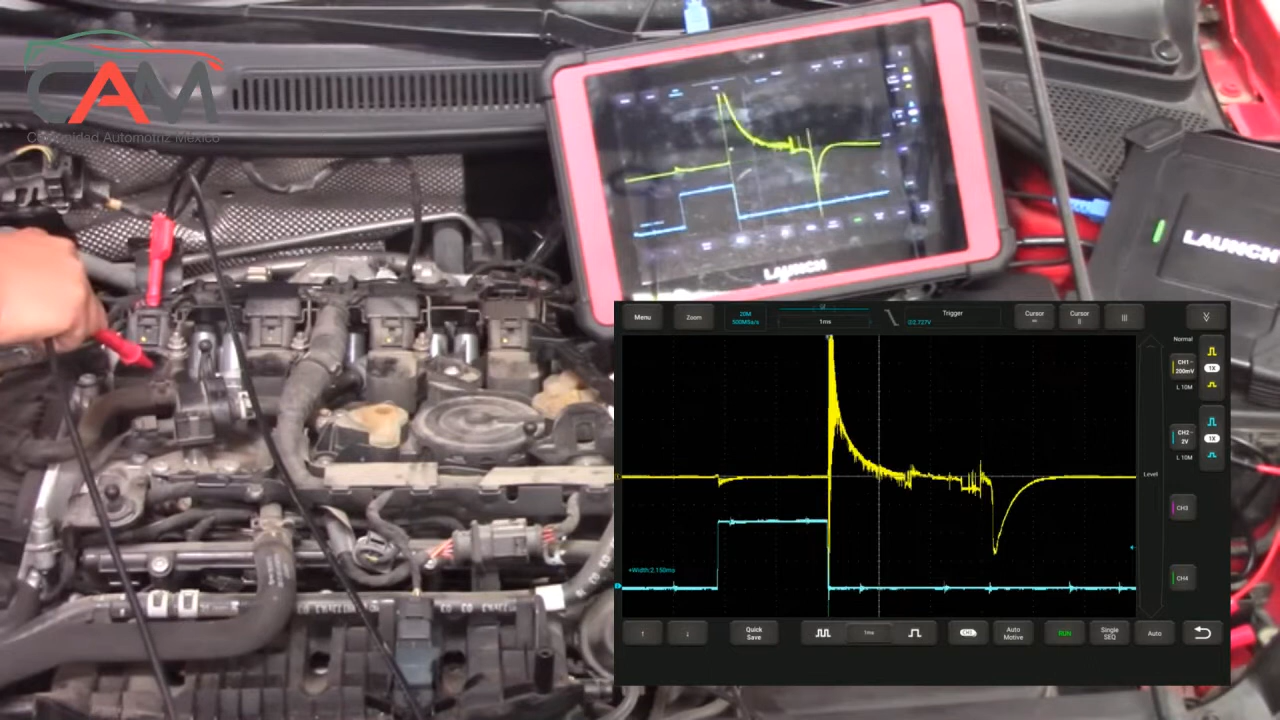 CAM
Comunidad Automotriz México
LAUNCH
LAUNCH
Menu
Zoom
20M
500MSa/s
1ms
Trigger
2.727V
Cursor
Cursor
Normal
CH1
200mV
1X
L 10M
CH2
2V
1X
L 10M
Level
CH3
CH4
+Width:2.150ms
Quick
Save
1ms
Auto
Motive
RUN
Single
SEQ
Auto